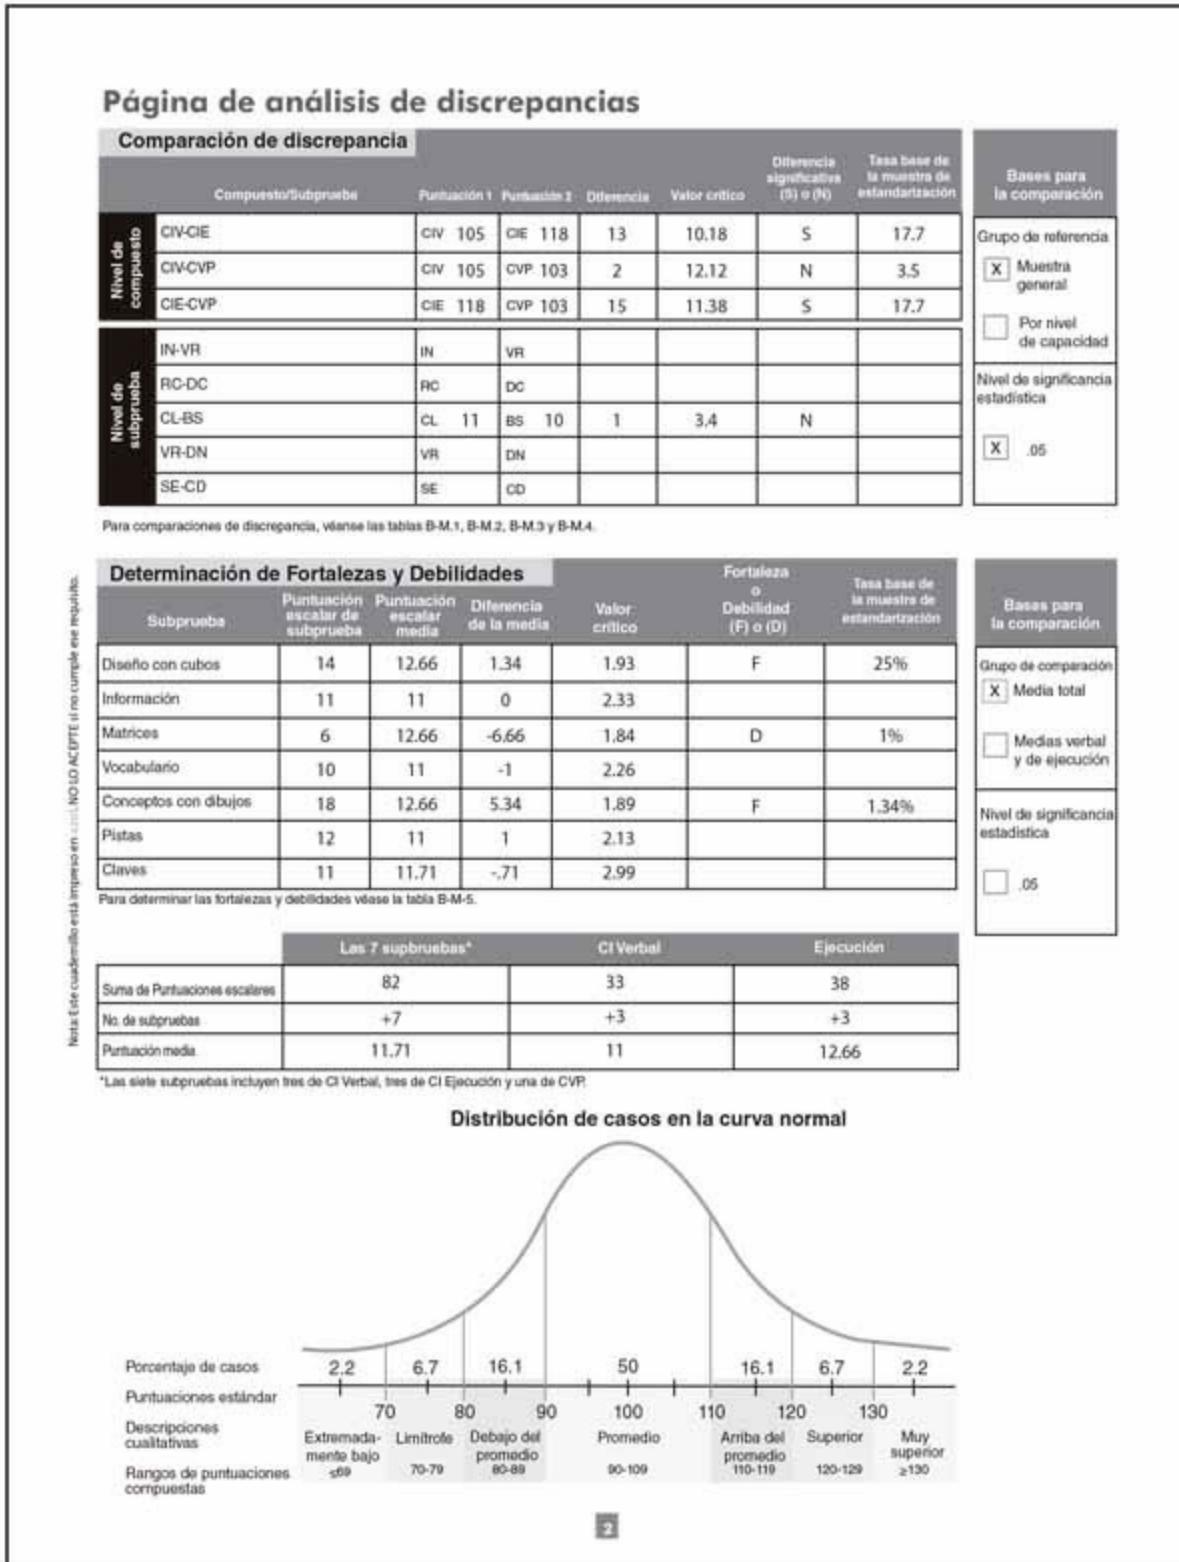 Página de análisis de discrepancias
Comparación de discrepancia
Compuesto/Subpruebe Puntuación 1 Puntuación 2 Diferencia Valor crítico Diferencia significativa (S) o (N) Tasa base de la muestra de estandarización
Bases para la comparación
Nivel de compuesto
CIV-CIE CIV 105 CIE 118 13 10.18 S 17.7
CIV-CVP CIV 105 CVP 103 2 12.12 N 3.5
CIE-CVP CIE 118 CVP 103 15 11.38 S 17.7
Nivel de subprueba
IN-VR IN VR
RC-DC RC DC
CL-BS CL 11 BS 10 1 3.4 N
VR-DN VR DN
SE-CD SE CD
Grupo de referencia
X Muestra general
Por nivel de capacidad
Nivel de significancia estadística
X .05
Para comparaciones de discrepancia, véanse las tablas B-M.1, B-M.2, B-M.3 y B-M.4.
Determinación de Fortalezas y Debilidades
Subprueba Puntuación escalar de subprueba Puntuación escalar media Diferencia de la media Valor crítico Fortaleza o Debilidad (F) o (D) Tasa base de la muestra de estandarización
Bases para la comparación
Diseño con cubos 14 12.66 1.34 1.93 F 25%
Información 11 11 0 2.33
Matrices 6 12.66 -6.66 1.84 D 1%
Vocabulario 10 11 -1 2.26
Conceptos con dibujos 18 12.66 5.34 1.89 F 1.34%
Pistas 12 11 1 2.13
Claves 11 11.71 -.71 2.99
Grupo de comparación
X Media total
Medias verbal y de ejecución
Nivel de significancia estadística
.05
Para determinar las fortalezas y debilidades véase la tabla B-M-5.
Las 7 supbruebas* CI Verbal Ejecución
Suma de Puntuaciones escalares 82 33 38
No. de subpruebas +7 +3 +3
Puntuación media 11.71 11 12.66
*Las siete subpruebas incluyen tres de CI Verbal, tres de CI Ejecución y una de CVP.
Nota: Este cuadernillo está impreso en NO LO ACEPTE si no cumple ese requisito.
Distribución de casos en la curva normal
Porcentaje de casos 2.2 6.7 16.1 50 16.1 6.7 2.2
Puntuaciones estándar 70 80 90 100 110 120 130
Descripciones cualitativas Extremada-mente bajo Limítrofe Debajo del promedio Promedio Arriba del promedio Superior Muy superior
Rangos de puntuaciones compuestas ≤69 70-79 80-89 90-109 110-119 120-129 ≥130
2